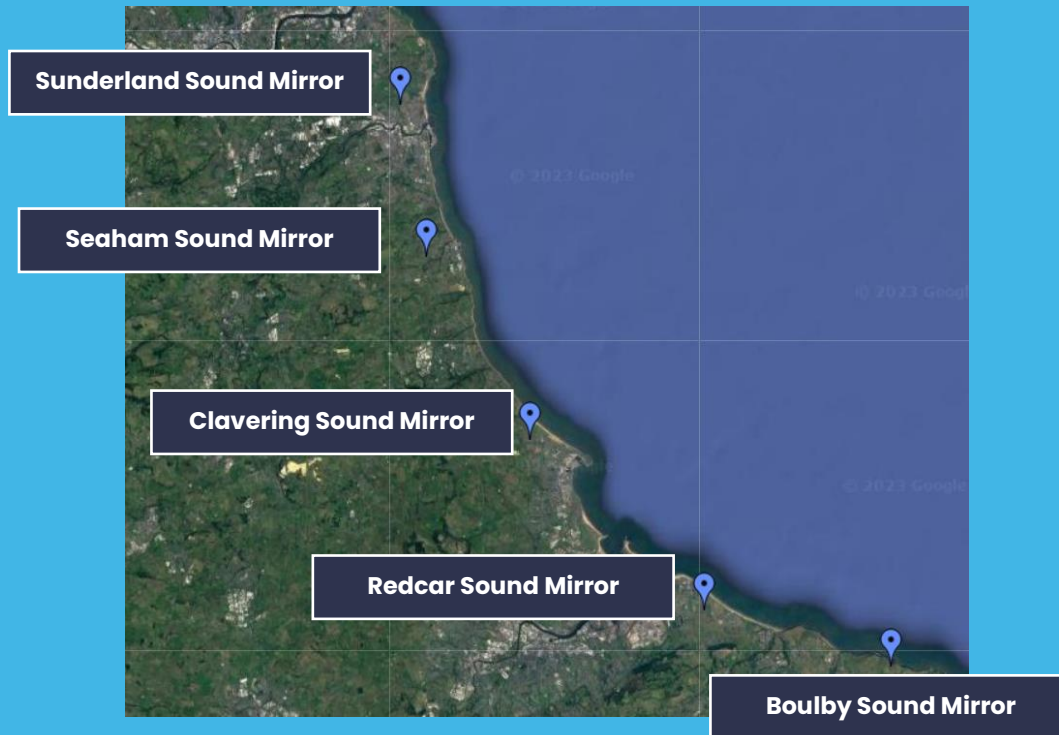 Sunderland Sound Mirror
© 2023 Google
Seaham Sound Mirror
© 2023 Googl
Clavering Sound Mirror
© 2023 Google
Redcar Sound Mirror
Boulby Sound Mirror